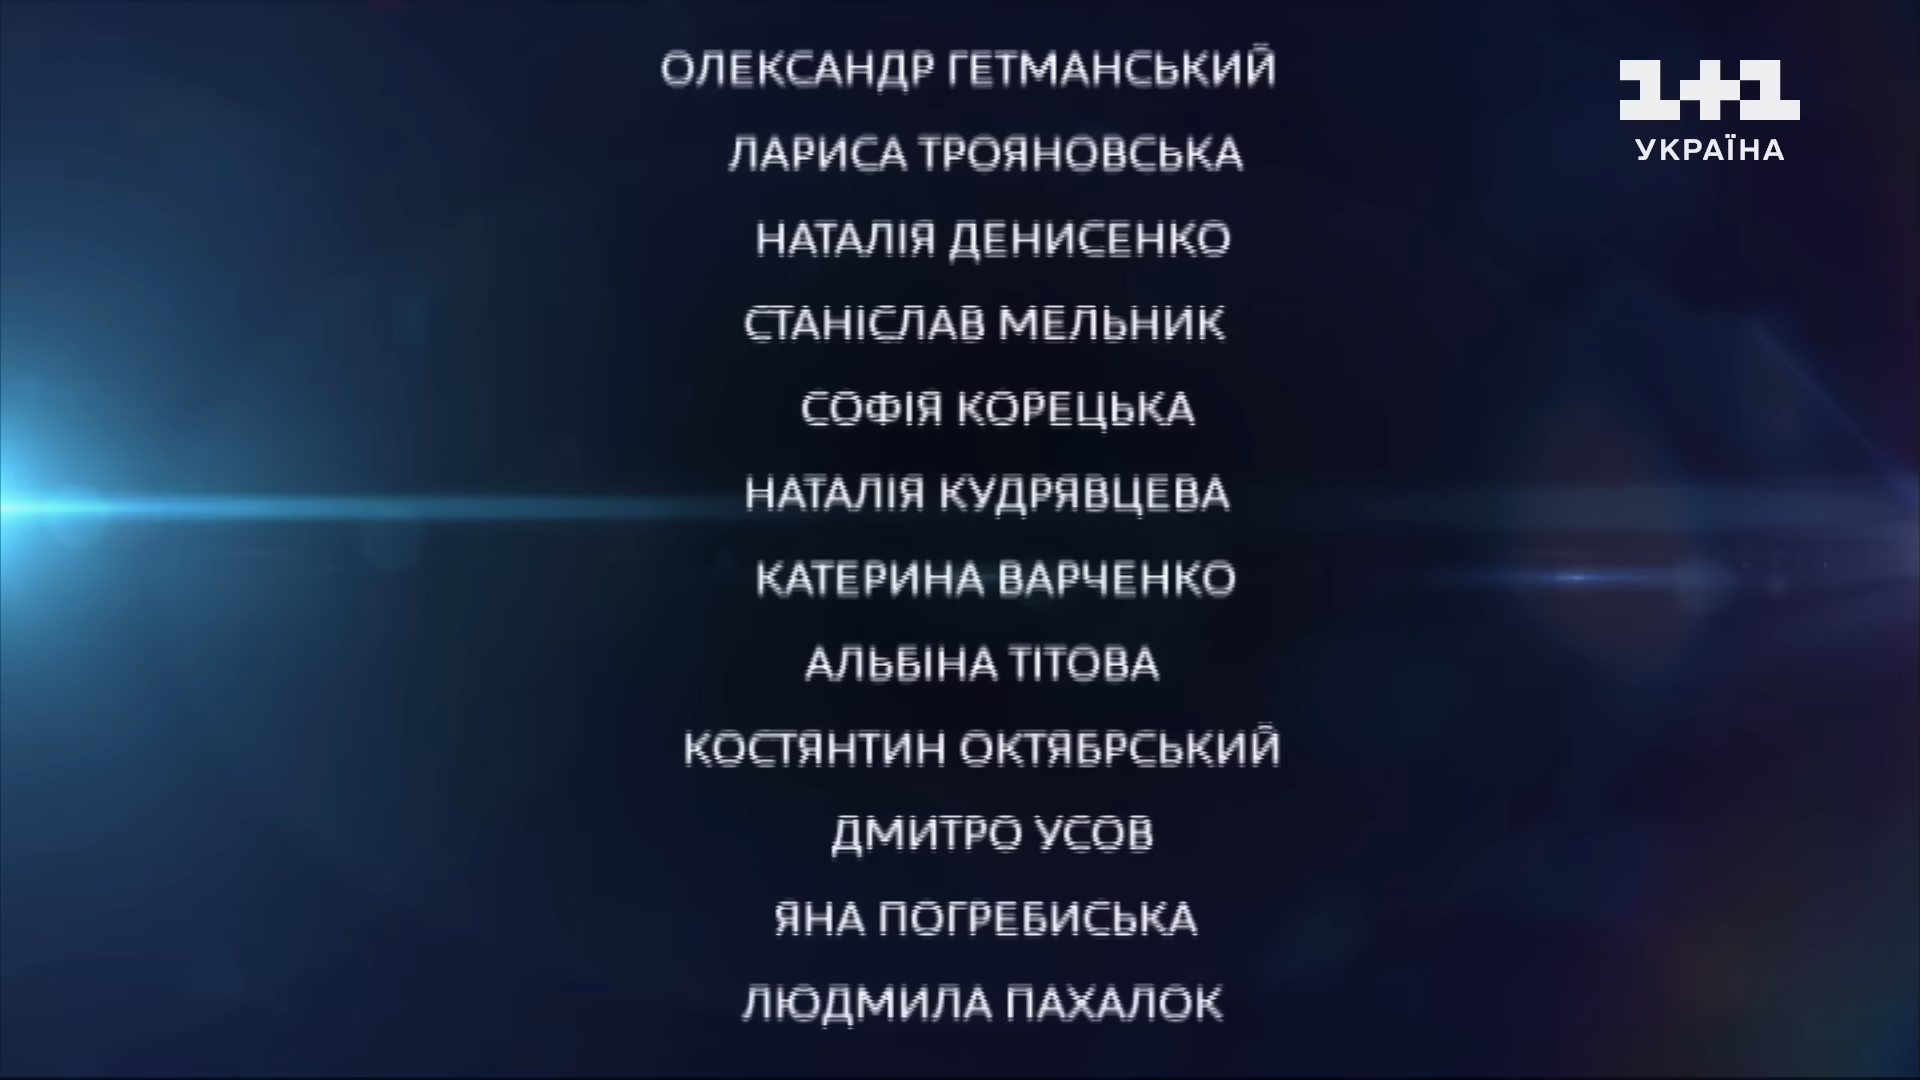 ОЛЕКСАНДР ГЕТМАНСЬКИЙ
ЛАРИСА ТРОЯНОВСЬКА
НАТАЛІЯ ДЕНИСЕНКО
СТАНІСЛАВ МЕЛЬНИК
СОФІЯ КОРЕЦЬКА
НАТАЛІЯ КУДРЯВЦЕВА
КАТЕРИНА ВАРЧЕНКО
АЛЬБІНА ТІТОВА
КОСТЯНТИН ОКТЯБРСЬКИЙ
ДМИТРО УСОВ
ЯНА ПОГРЕБИСЬКА
ЛЮДМИЛА ПАХАЛОК
1+1
УКРАЇНА